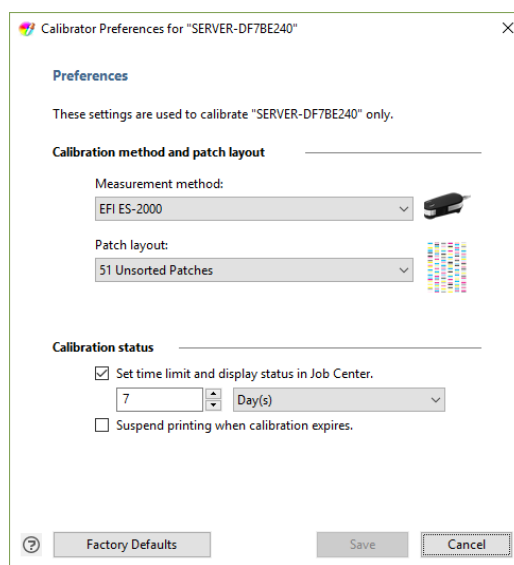 Calibrator Preferences for "SERVER-DF7BE240"
Preferences
These settings are used to calibrate "SERVER-DF7BE240" only.
Calibration method and patch layout
Measurement method:
EFI ES-2000
Patch layout:
51 Unsorted Patches
Calibration status
Set time limit and display status in Job Center.
7 Day(s)
Suspend printing when calibration expires.
? Factory Defaults Save Cancel